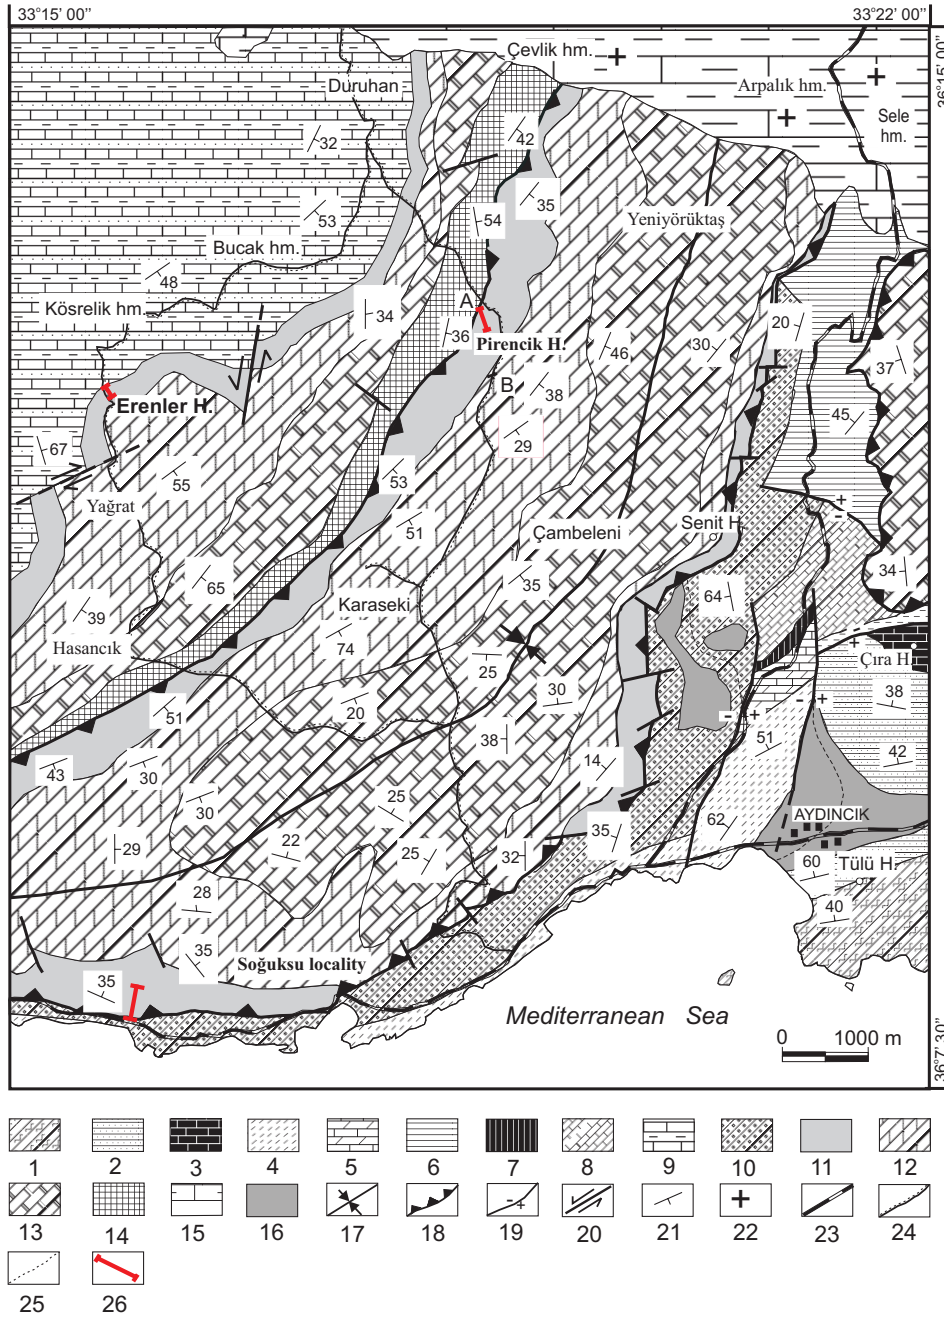 33°15' 00''
33°22' 00''
36°15' 00''
Çevlik hm.
Duruhan
Arpalık hm.
Sele
hm.
32
42
35
53
54
Yeniyörüktaş
Bucak hm.
48
Kösrelik hm.
A
34
36
20
Pirencik H.
46
30
37
B
38
Erenler H.
45
67
29
55
53
Yağrat
51
Çambeleni
Senit H.
+
-
34
65
35
64
39
Karaseki
74
Hasancık
25
+
Çıra H.
30
38
51
20
- +
- +
38
51
43
30
14
42
30
25
62
AYDINCIK
29
22
25
32
35
60
Tülü H.
28
40
35
Soğuksu locality
35
Mediterranean Sea
0 1000 m
36°7' 30''
1 2 3 4 5 6 7 8 9 10 11 12
- +
13 14 15 16 17 18 19 20 21 22 23 24
25 26